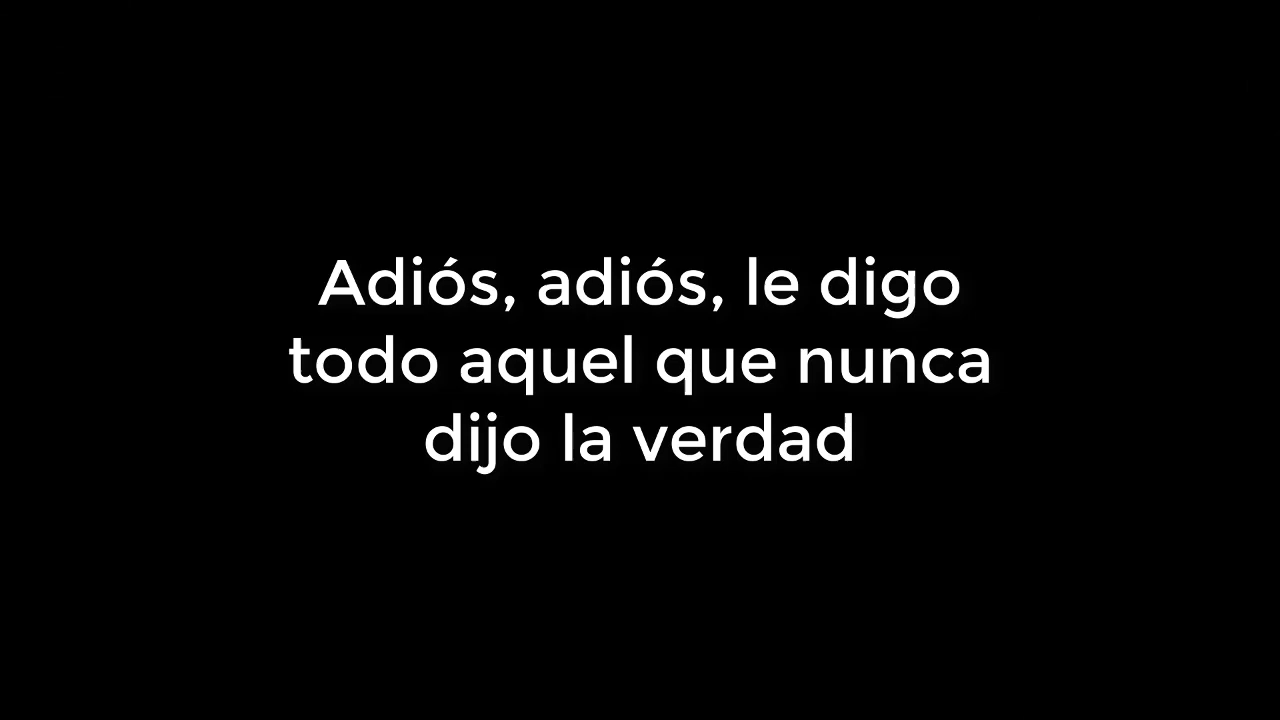 Adiós, adiós, le digo
todo aquel que nunca
dijo la verdad